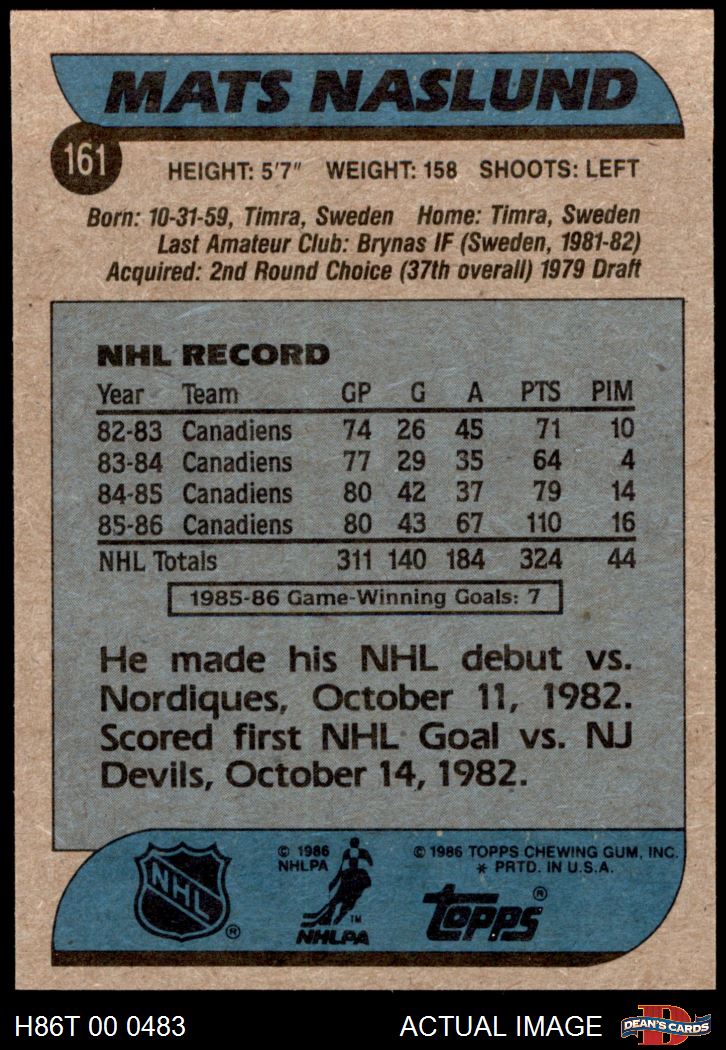 MATS NASLUND
161
HEIGHT: 5'7" WEIGHT: 158 SHOOTS: LEFT
Born: 10-31-59, Timra, Sweden Home: Timra, Sweden
Last Amateur Club: Brynas IF (Sweden, 1981-82)
Acquired: 2nd Round Choice (37th overall) 1979 Draft
NHL RECORD
Year Team GP G A PTS PIM
82-83 Canadiens 74 26 45 71 10
83-84 Canadiens 77 29 35 64 4
84-85 Canadiens 80 42 37 79 14
85-86 Canadiens 80 43 67 110 16
NHL Totals 311 140 184 324 44
1985-86 Game-Winning Goals: 7
He made his NHL debut vs.
Nordiques, October 11, 1982.
Scored first NHL Goal vs. NJ
Devils, October 14, 1982.
NHL ®
© 1986
NHLPA
TM
NHLPA
© 1986 TOPPS CHEWING GUM, INC.
* PRTD. IN U.S.A.
topps ®
H86T 00 0483 ACTUAL IMAGE
D
DEAN'S CARDS